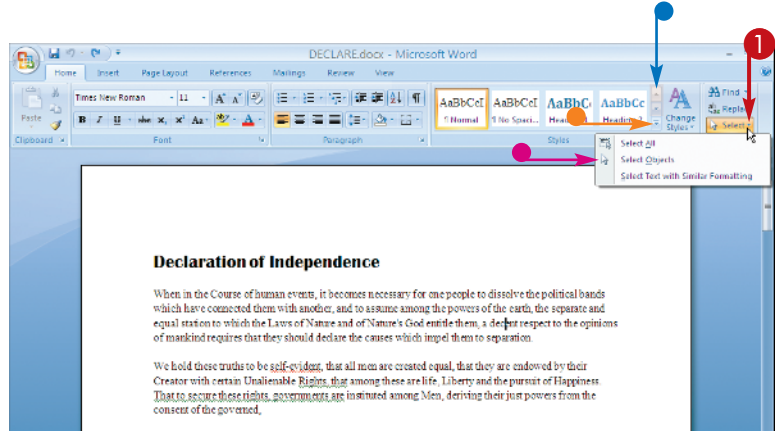 1
DECLARE.docx - Microsoft Word
Home Insert Page Layout References Mailings Review View
Times New Roman 11 A A Aa AaBbCcI AaBbCcI AaBbC AaBbCc A Find
Paste B I U abc x, x² Aa ab A ¶ Normal ¶ No Spaci... Change Styles Select
Clipboard Font Paragraph Styles
Select All
Select Objects
Select Text with Similar Formatting
Declaration of Independence
When in the Course of human events, it becomes necessary for one people to dissolve the political bands
which have connected them with another, and to assume among the powers of the earth, the separate and
equal station to which the Laws of Nature and of Nature's God entitle them, a decent respect to the opinions
of mankind requires that they should declare the causes which impel them to separation.
We hold these truths to be self-evident, that all men are created equal, that they are endowed by their
Creator with certain Unalienable Rights, that among these are life, Liberty and the pursuit of Happiness.
That to secure these rights, governments are instituted among Men, deriving their just powers from the
consent of the governed,